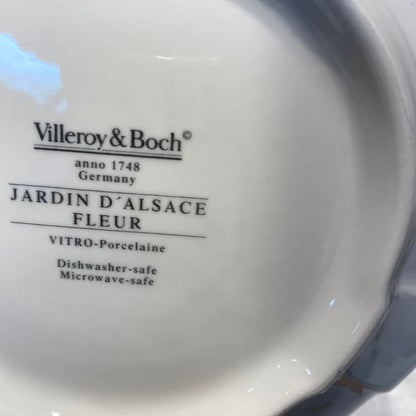 Villeroy & Boch©
anno 1748
Germany
JARDIN D´ALSACE
FLEUR
VITRO-Porcelaine
Dishwasher-safe
Microwave-safe